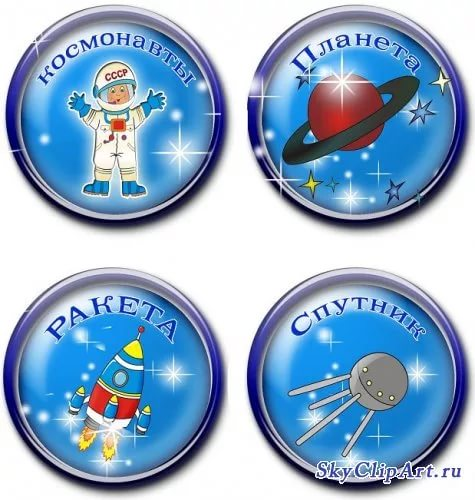 космонавты
СССР
Планета
РАКЕТА
Спутник
SkyClipArt.ru